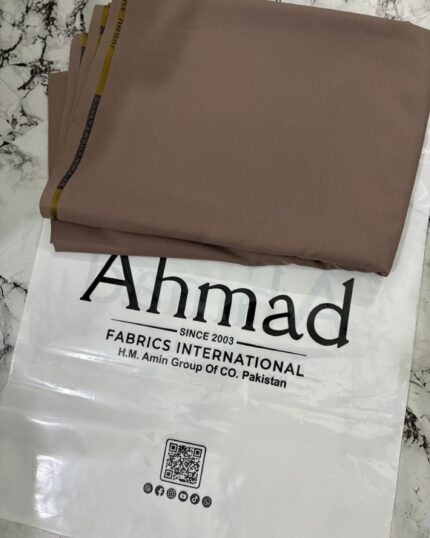 Ahmad
SINCE 2003
FABRICS INTERNATIONAL
H.M. Amin Group Of CO. Pakistan